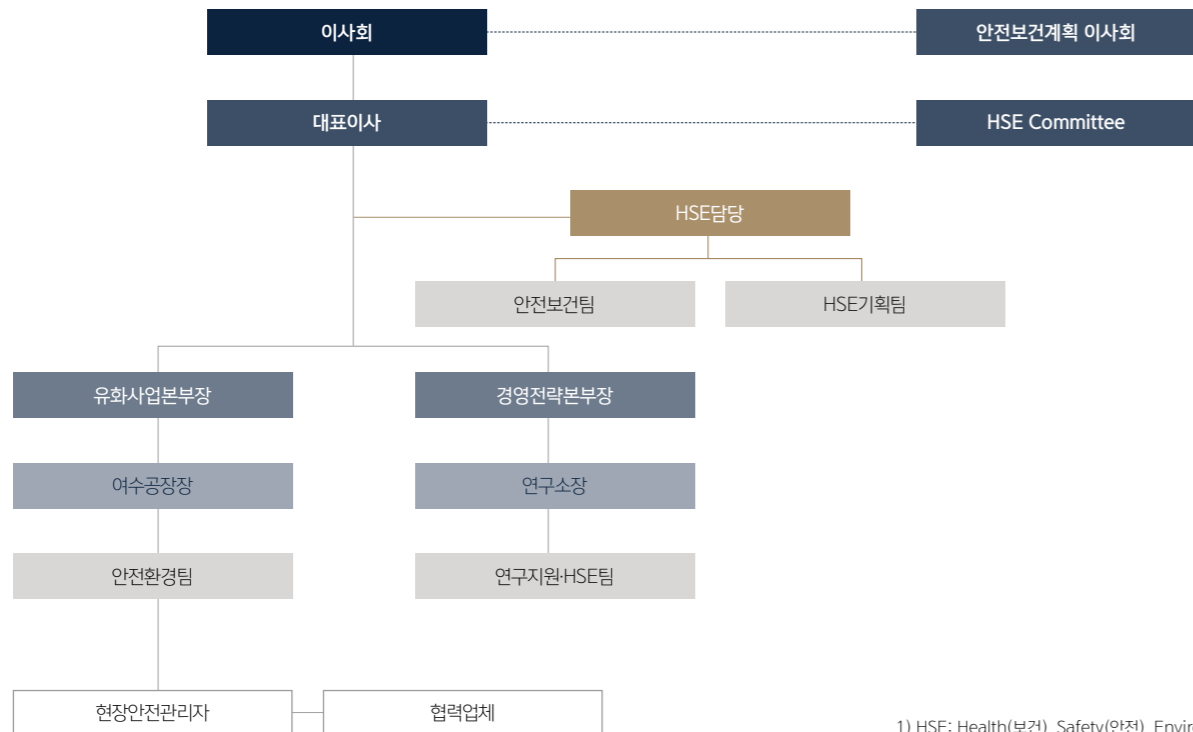 이사회
안전보건계획 이사회
대표이사
HSE Committee
HSE담당
안전보건팀
HSE기획팀
유화사업본부장
경영전략본부장
여수공장장
연구소장
안전환경팀
연구지원·HSE팀
현장안전관리자
협력업체
1) HSE: Health(보건), Safety(안전), Enviro